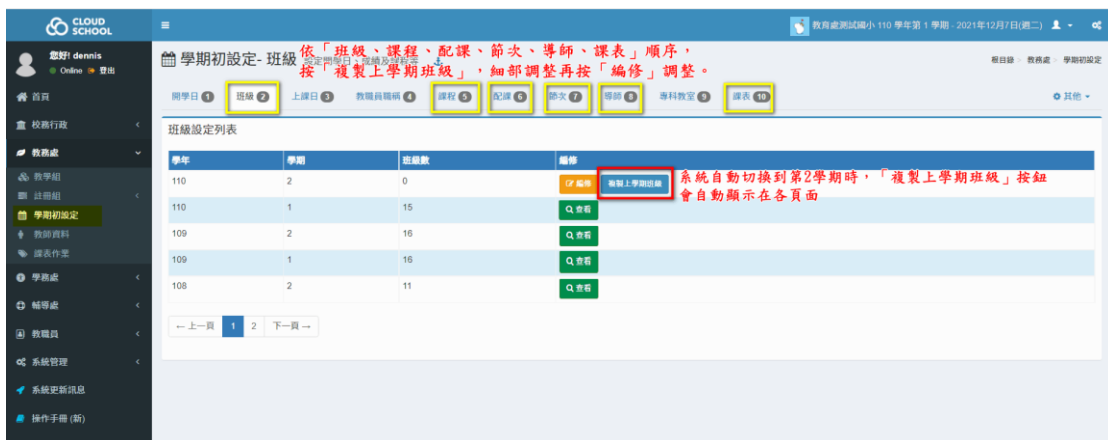 CLOUD SCHOOL
教育處測試國小 110 學年第 1 學期 - 2021年12月7日(週二)
您好! dennis
Online 登出
學期初設定- 班級
依「班級、課程、配課、節次、導師、課表」順序，
按「複製上學期班級」，細部調整再按「編修」調整。
根目錄 教務處 學期初設定
開學日 1 班級 2 上課日 3 教職員職稱 4 課程 5 配課 6 節次 7 導師 8 專科教室 9 課表 10 其他
首頁
校務行政
教務處
教學組
註冊組
學期初設定
教師資料
課表作業
學務處
輔導處
教職員
系統管理
系統更新訊息
操作手冊 (新)
班級設定列表
學年 學期 班級數 編修
110 2 0 編修 複製上學期班級
系統自動切換到第2學期時，「複製上學期班級」按鈕
會自動顯示在各頁面
110 1 15 查看
109 2 16 查看
109 1 16 查看
108 2 11 查看
←上一頁 1 2 下一頁→